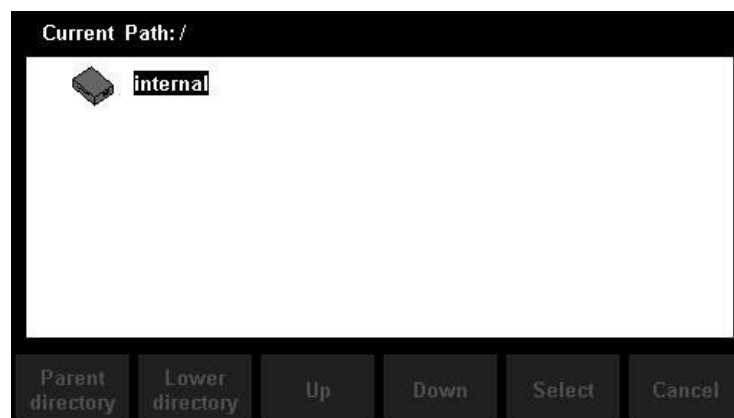 Current Path: /
internal
Parent directory
Lower directory
Up
Down
Select
Cancel